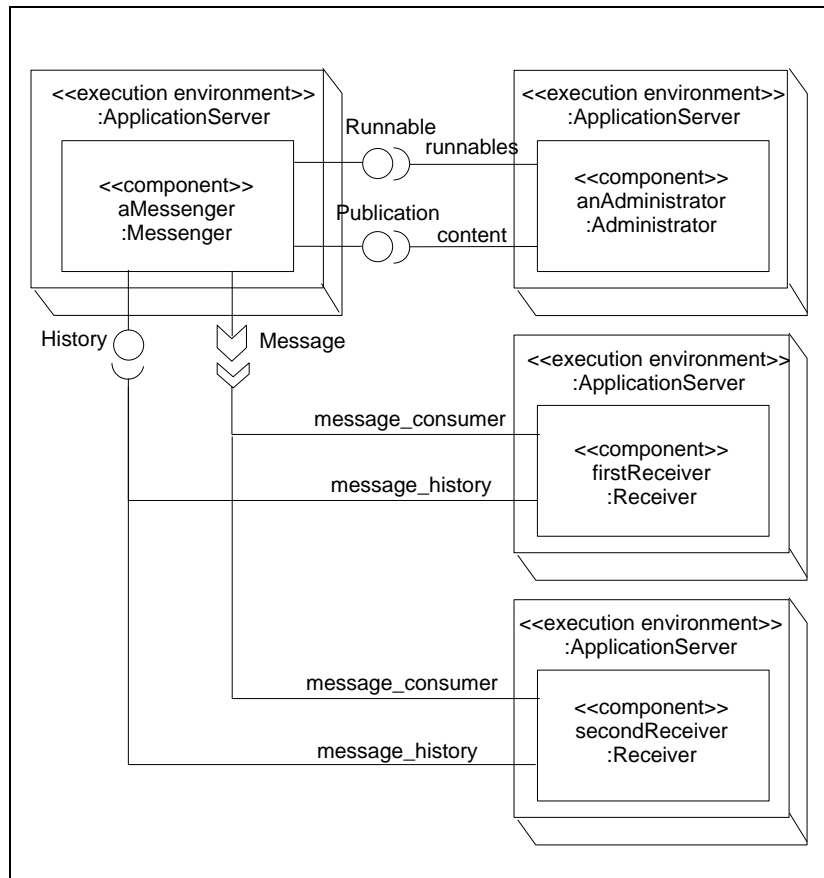 <<execution environment>>
:ApplicationServer
<<component>>
aMessenger
:Messenger
Runnable
runnables
Publication
content
<<execution environment>>
:ApplicationServer
<<component>>
anAdministrator
:Administrator
History
Message
<<execution environment>>
:ApplicationServer
message_consumer
<<component>>
firstReceiver
:Receiver
message_history
<<execution environment>>
:ApplicationServer
message_consumer
<<component>>
secondReceiver
:Receiver
message_history